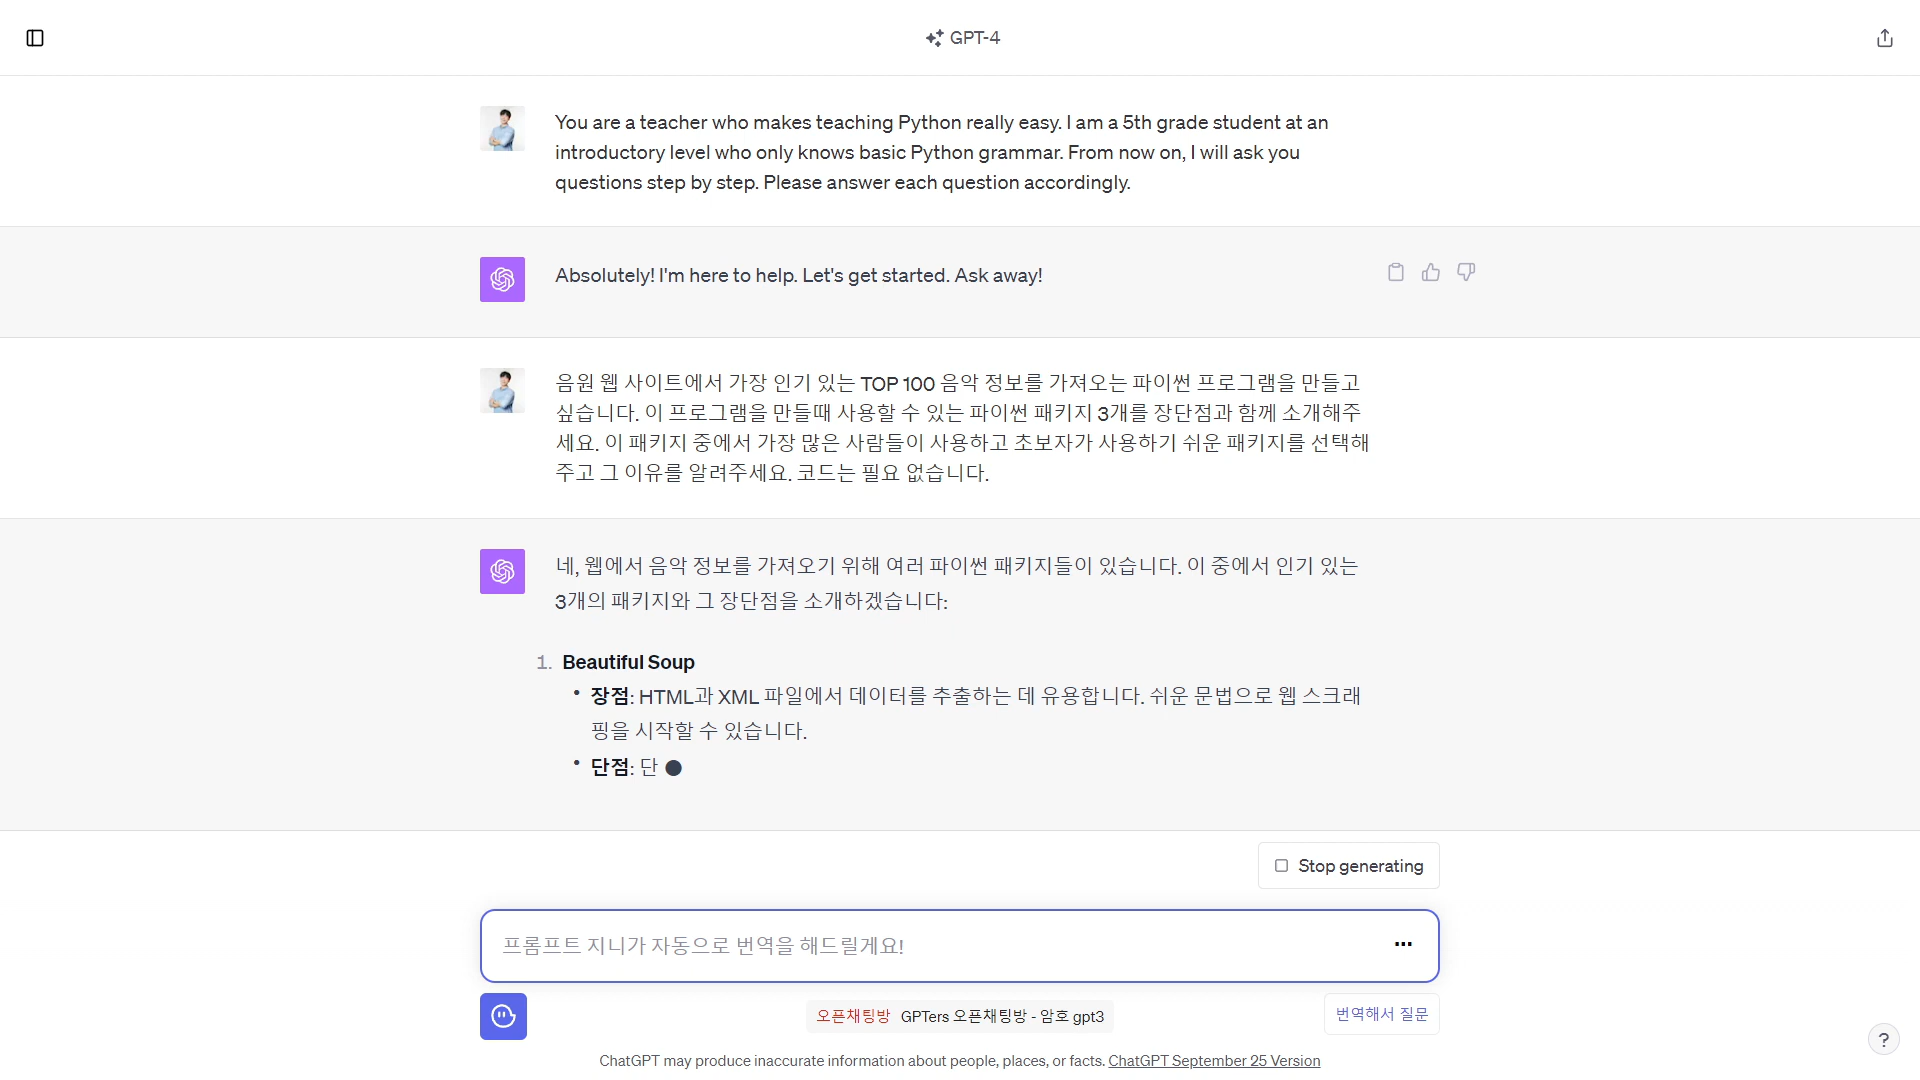 GPT-4
You are a teacher who makes teaching Python really easy. I am a 5th grade student at an
introductory level who only knows basic Python grammar. From now on, I will ask you
questions step by step. Please answer each question accordingly.
Absolutely! I'm here to help. Let's get started. Ask away!
음원 웹 사이트에서 가장 인기 있는 TOP 100 음악 정보를 가져오는 파이썬 프로그램을 만들고
싶습니다. 이 프로그램을 만들때 사용할 수 있는 파이썬 패키지 3개를 장단점과 함께 소개해주
세요. 이 패키지 중에서 가장 많은 사람들이 사용하고 초보자가 사용하기 쉬운 패키지를 선택해
주고 그 이유를 알려주세요. 코드는 필요 없습니다.
네, 웹에서 음악 정보를 가져오기 위해 여러 파이썬 패키지들이 있습니다. 이 중에서 인기 있는
3개의 패키지와 그 장단점을 소개하겠습니다:
1. Beautiful Soup
• 장점: HTML과 XML 파일에서 데이터를 추출하는 데 유용합니다. 쉬운 문법으로 웹 스크래
핑을 시작할 수 있습니다.
• 단점: 단
Stop generating
프롬프트 지니가 자동으로 번역을 해드릴게요!
오픈채팅방 GPTers 오픈채팅방 - 암호 gpt3
번역해서 질문
?
ChatGPT may produce inaccurate information about people, places, or facts. ChatGPT September 25 Version